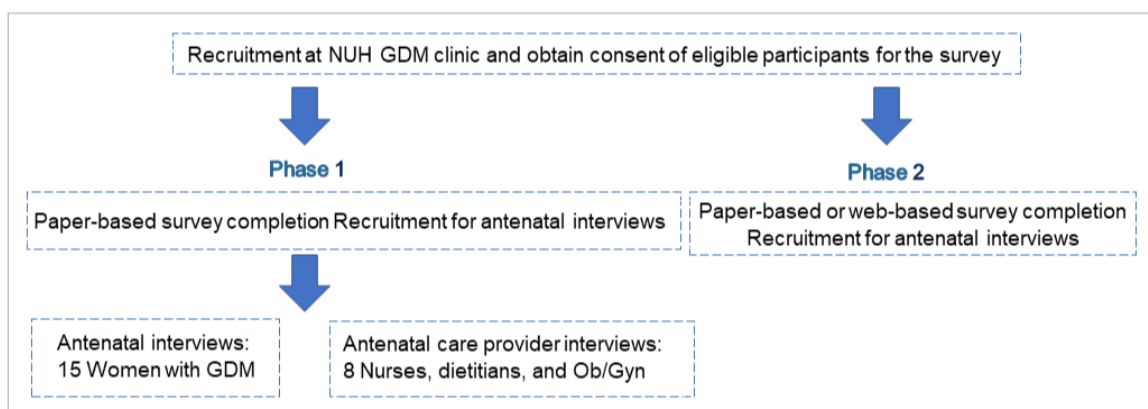 Recruitment at NUH GDM clinic and obtain consent of eligible participants for the survey
Phase 1
Phase 2
Paper-based survey completion Recruitment for antenatal interviews
Paper-based or web-based survey completion
Recruitment for antenatal interviews
Antenatal interviews:
15 Women with GDM
Antenatal care provider interviews:
8 Nurses, dietitians, and Ob/Gyn